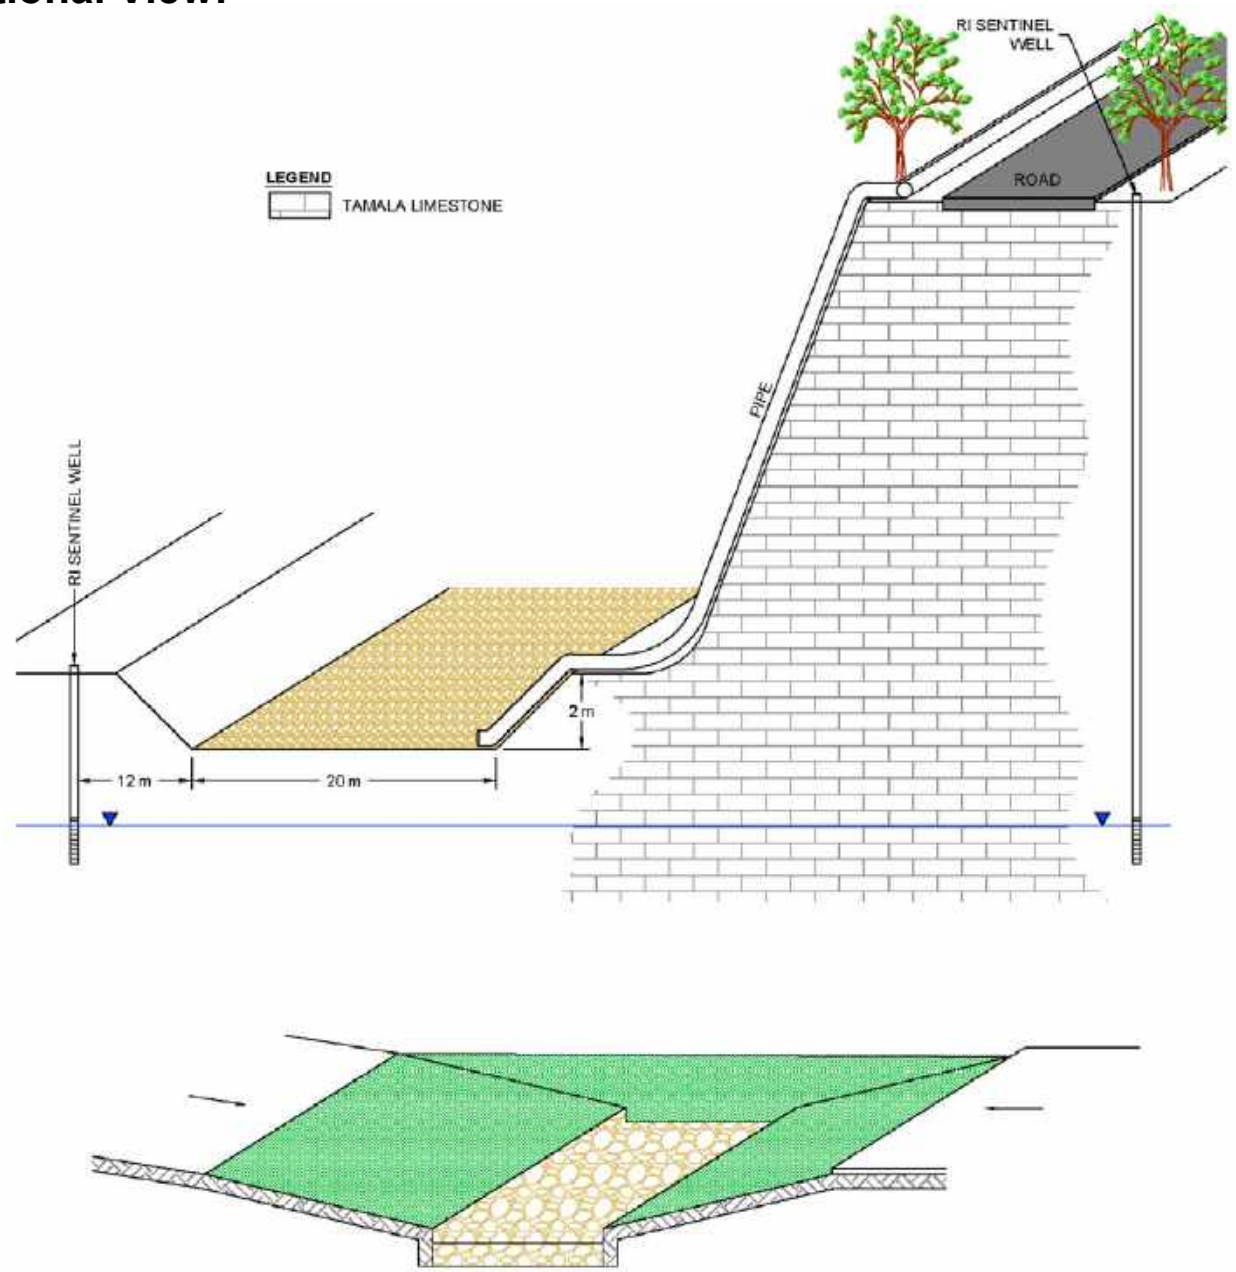 RI SENTINEL
WELL
LEGEND
TAMALA LIMESTONE
ROAD
PIPE
RI SENTINEL WELL
2 m
12 m
20 m